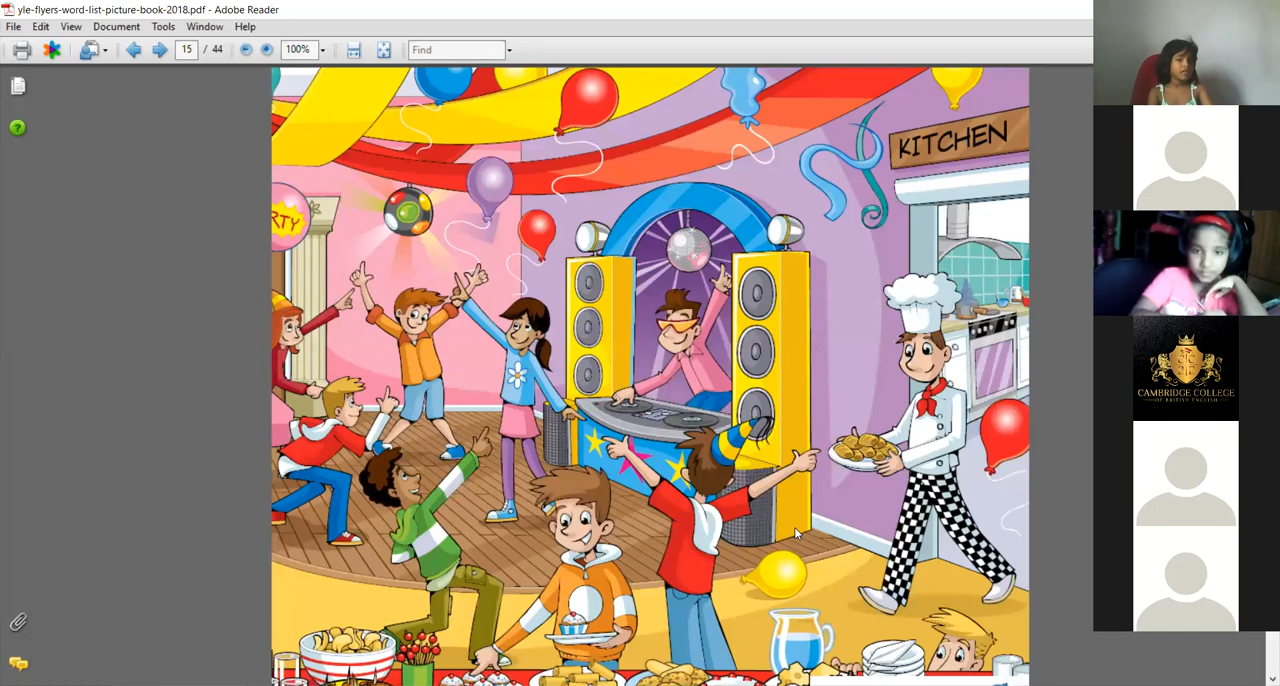 yle-flyers-word-list-picture-book-2018.pdf - Adobe Reader
File Edit View Document Tools Window Help
15 / 44 100% Find
KITCHEN
RTY
CAMBRIDGE COLLEGE
OF BRITISH ENGLISH